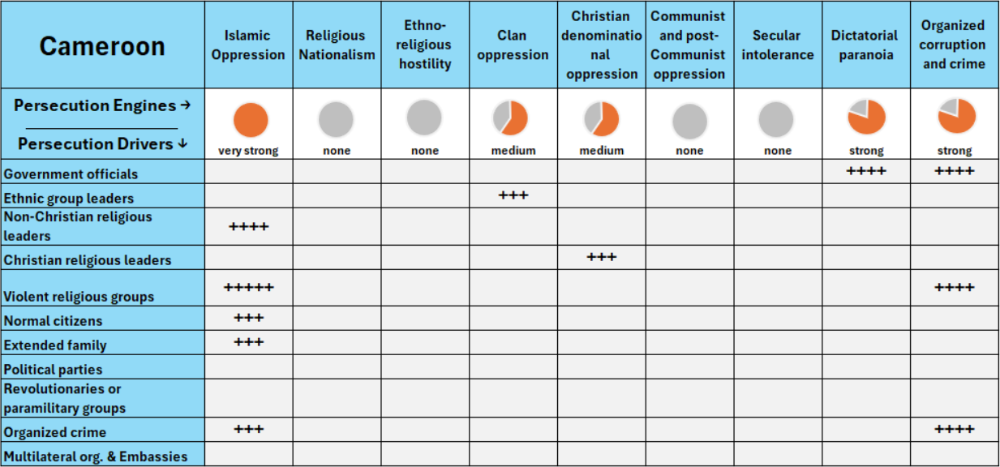 Cameroon
Islamic
Oppression
Religious
Nationalism
Ethno-
religious
hostility
Clan
oppression
Christian
denominatio
nal
oppression
Communist
and post-
Communist
oppression
Secular
intolerance
Dictatorial
paranoia
Organized
corruption
and crime
Persecution Engines →
Persecution Drivers ↓
very strong
none
none
medium
medium
none
none
strong
strong
Government officials ++++ ++++
Ethnic group leaders +++
Non-Christian religious
leaders ++++
Christian religious leaders +++
Violent religious groups +++++ ++++
Normal citizens +++
Extended family +++
Political parties
Revolutionaries or
paramilitary groups
Organized crime +++ ++++
Multilateral org. & Embassies